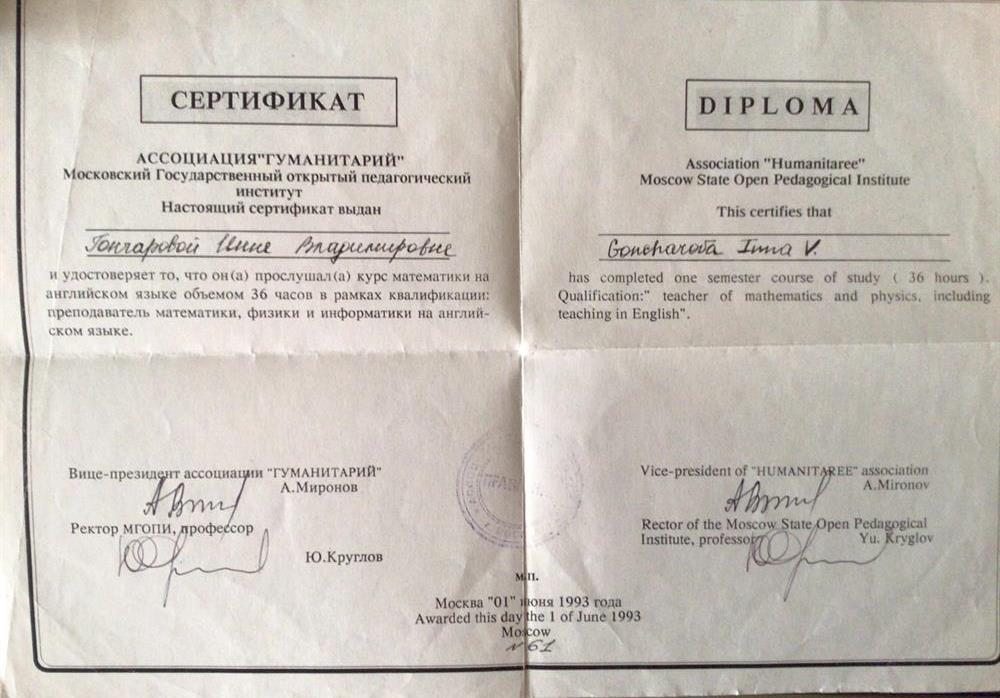 СЕРТИФИКАТ
АССОЦИАЦИЯ"ГУМАНИТАРИЙ"
Московский Государственный открытый педагогический
институт
Настоящий сертификат выдан
Гончаровой Инне Владимировне
и удостоверяет то, что он(а) прослушал(а) курс математики на
английском языке объемом 36 часов в рамках квалификации:
преподаватель математики, физики и информатики на англий-
ском языке.
Вице-президент ассоциации "ГУМАНИТАРИЙ"
А.Миронов
Ректор МГОПИ, профессор
Ю.Круглов
DIPLOMA
Association "Humanitaree"
Moscow State Open Pedagogical Institute
This certifies that
Goncharova Inna V.
has completed one semester course of study ( 36 hours ).
Qualification:" teacher of mathematics and physics, including
teaching in English".
Vice-president of "HUMANITAREE" association
A.Mironov
Rector of the Moscow State Open Pedagogical
Institute, professor Yu. Kryglov
м.п.
Москва "01" июня 1993 года
Awarded this day the 1 of June 1993
Moscow
N 61